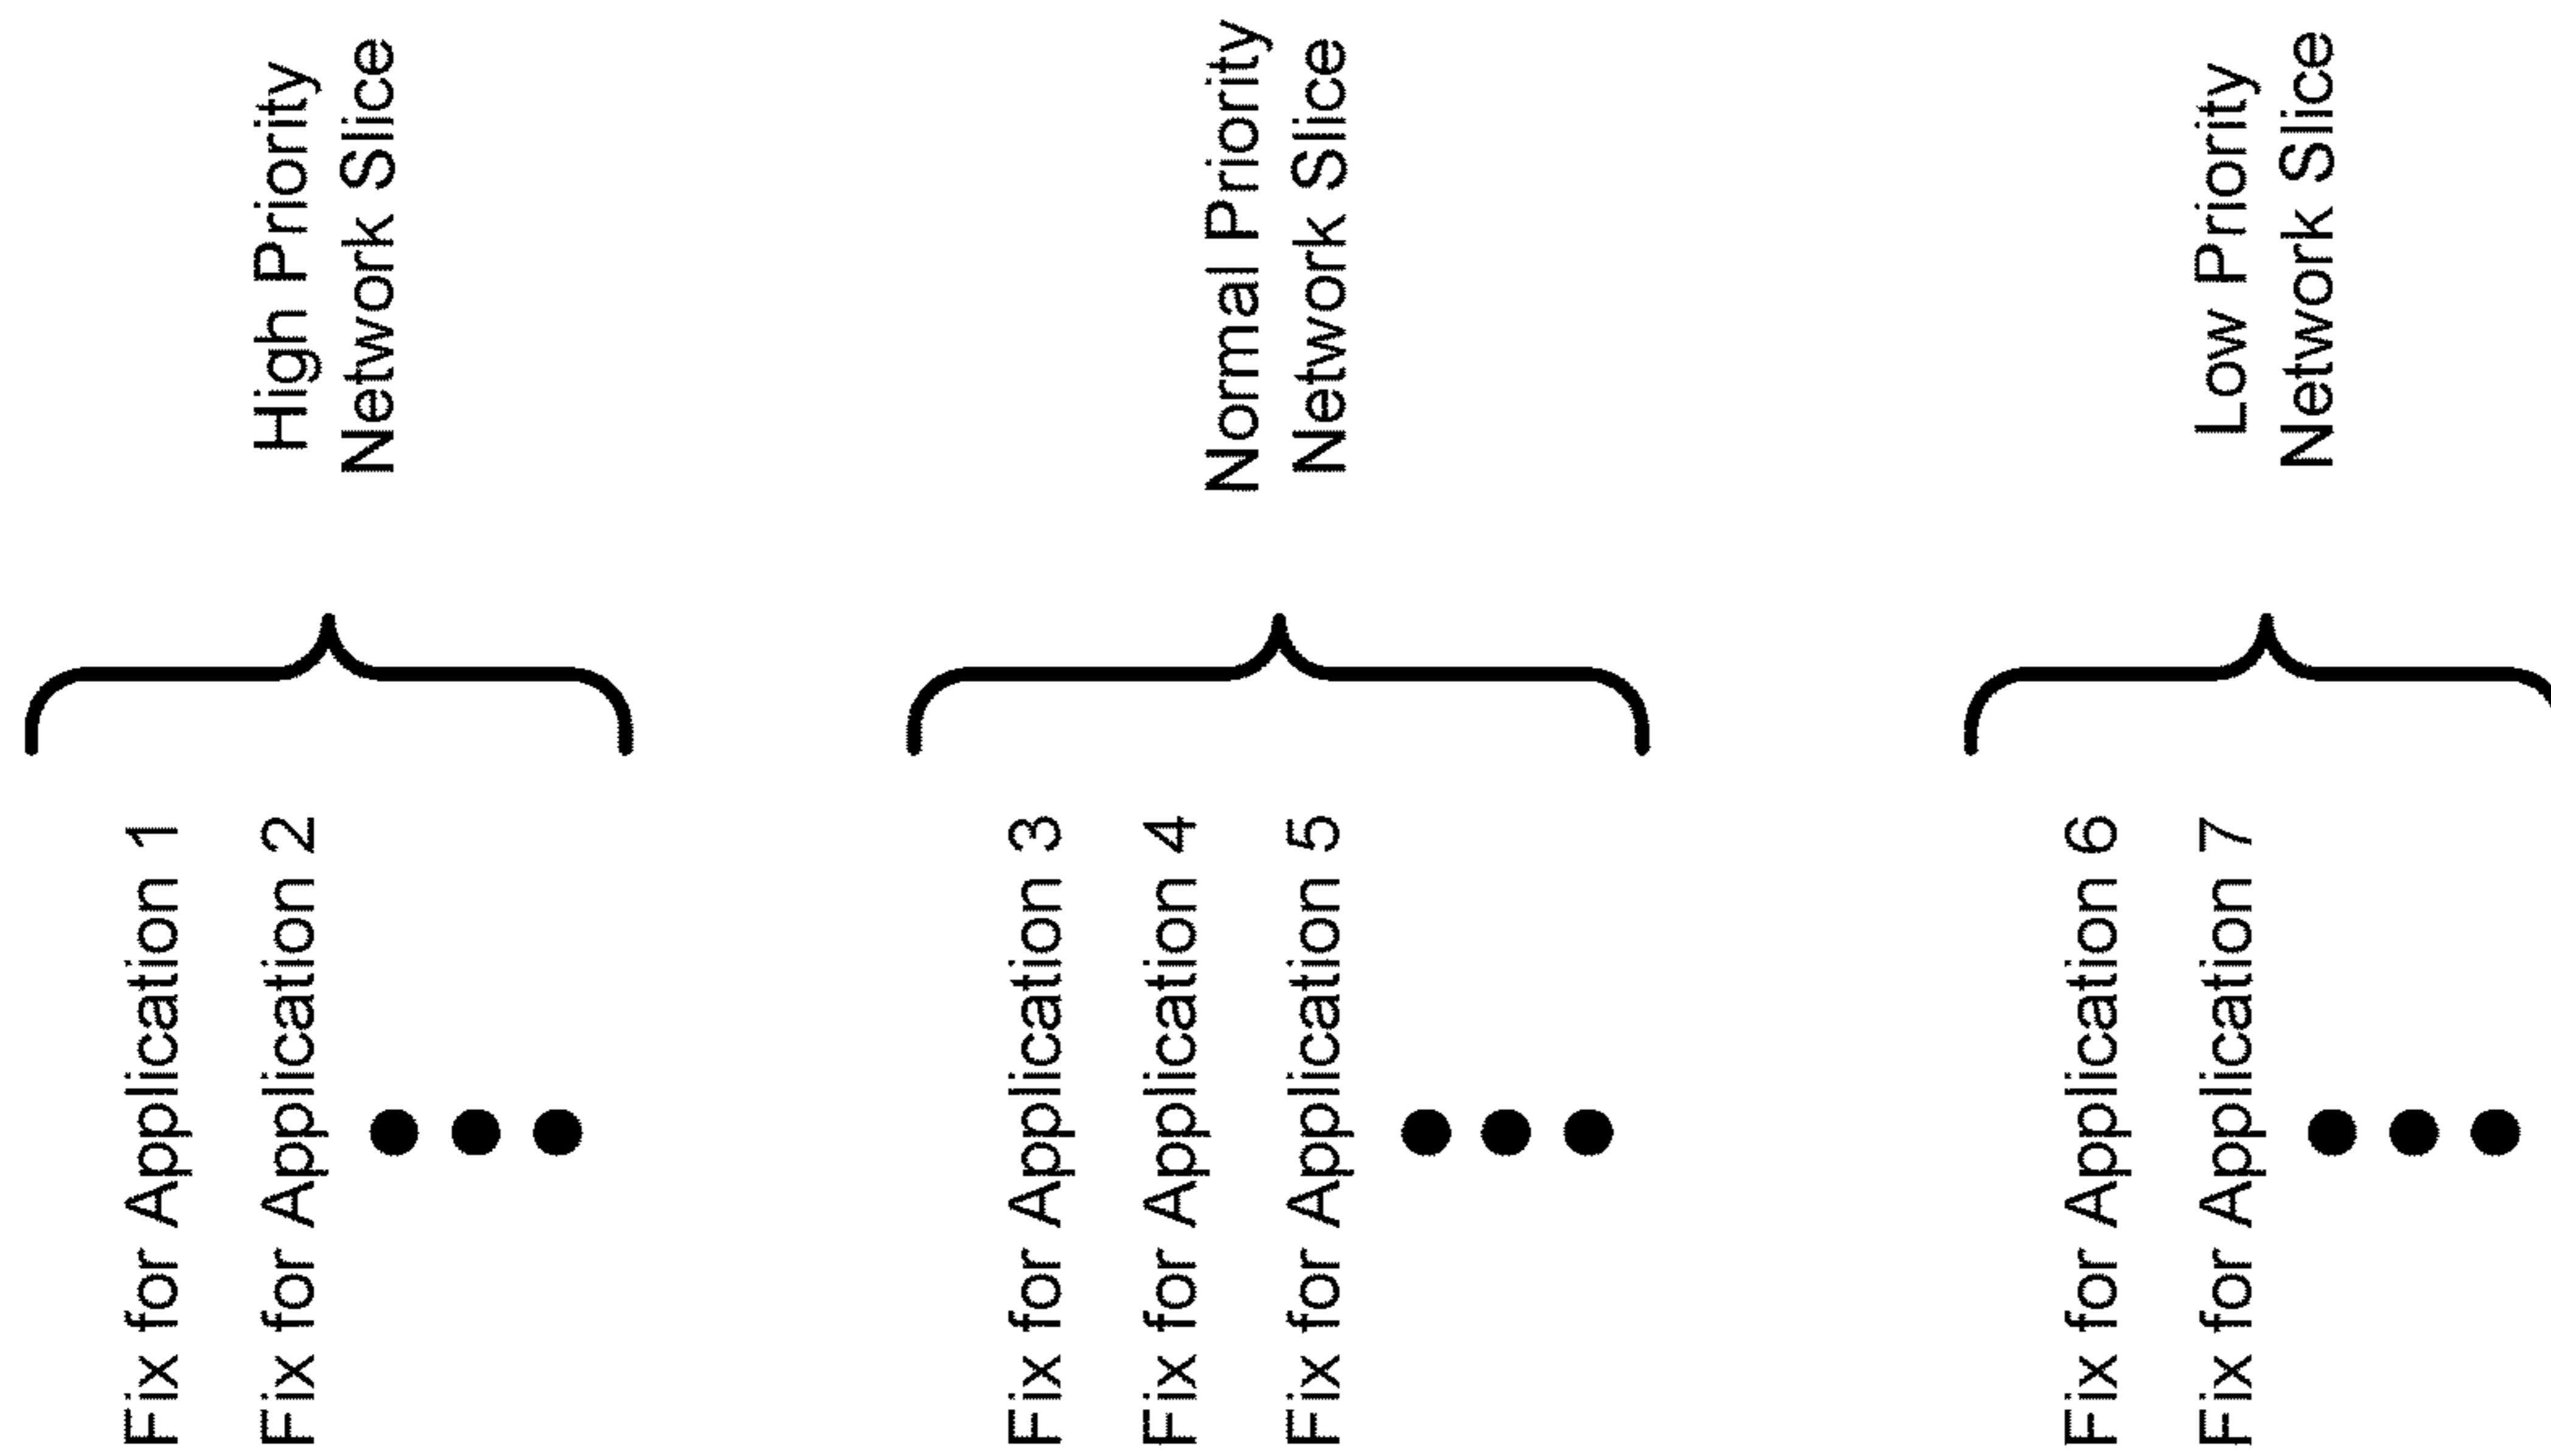 Fix for Application 1
Fix for Application 2
High Priority
Network Slice
Fix for Application 3
Fix for Application 4
Fix for Application 5
Normal Priority
Network Slice
Fix for Application 6
Fix for Application 7
Low Priority
Network Slice